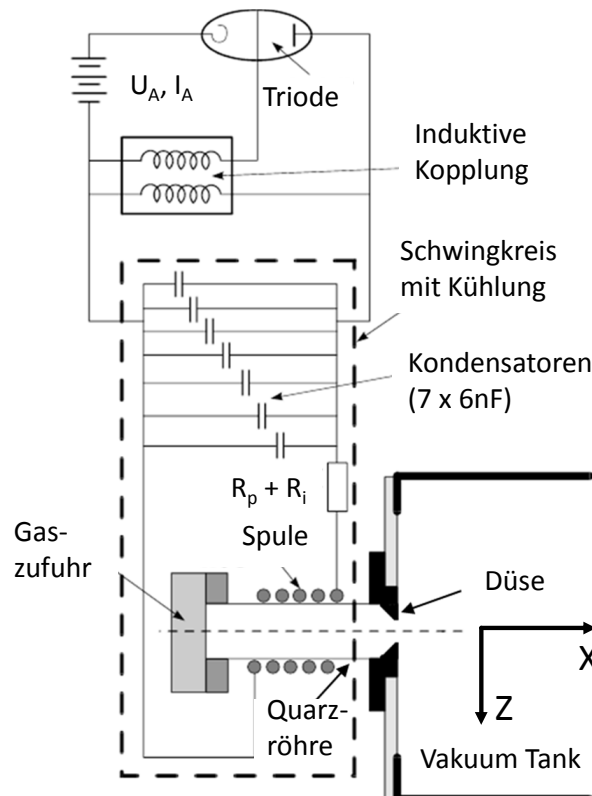 U_A, I_A
Triode
Induktive
Kopplung
Schwingkreis
mit Kühlung
Kondensatoren
(7 x 6nF)
R_p + R_i
Spule
Gas-
zufuhr
Düse
X
Z
Quarz-
röhre
Vakuum Tank